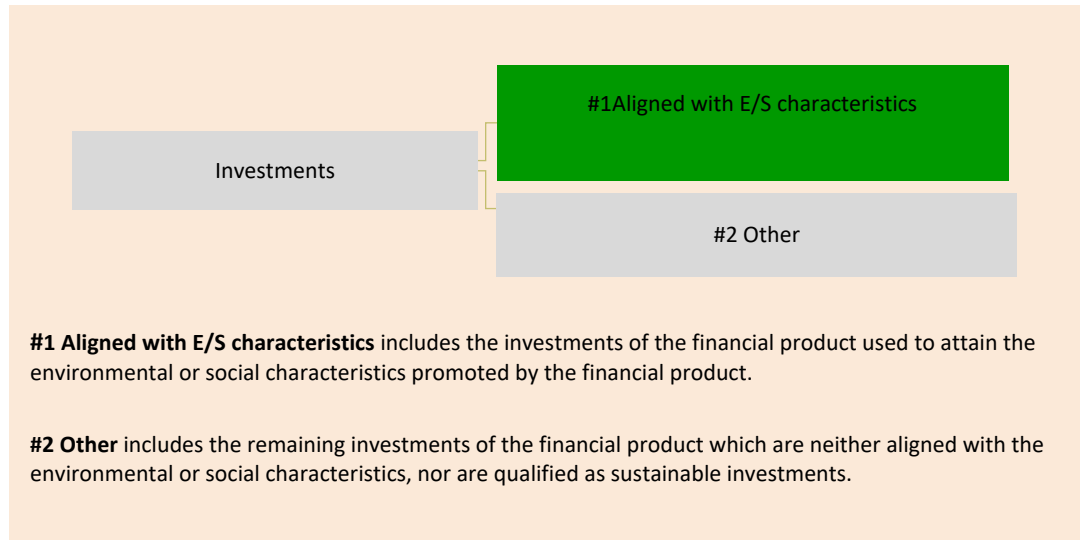 #1Aligned with E/S characteristics
Investments
#2 Other
#1 Aligned with E/S characteristics includes the investments of the financial product used to attain the
environmental or social characteristics promoted by the financial product.
#2 Other includes the remaining investments of the financial product which are neither aligned with the
environmental or social characteristics, nor are qualified as sustainable investments.